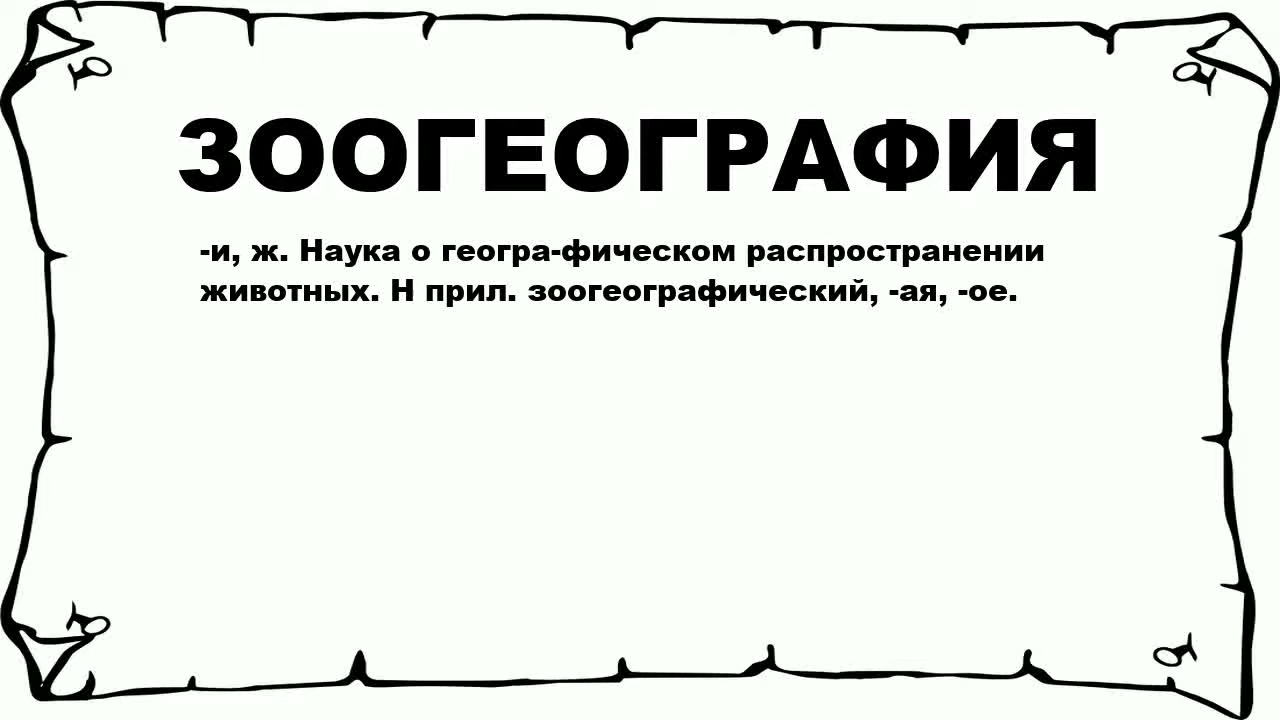 ЗООГЕОГРАФИЯ
-и, ж. Наука о геогра-фическом распространении
животных. Н прил. зоогеографический, -ая, -ое.